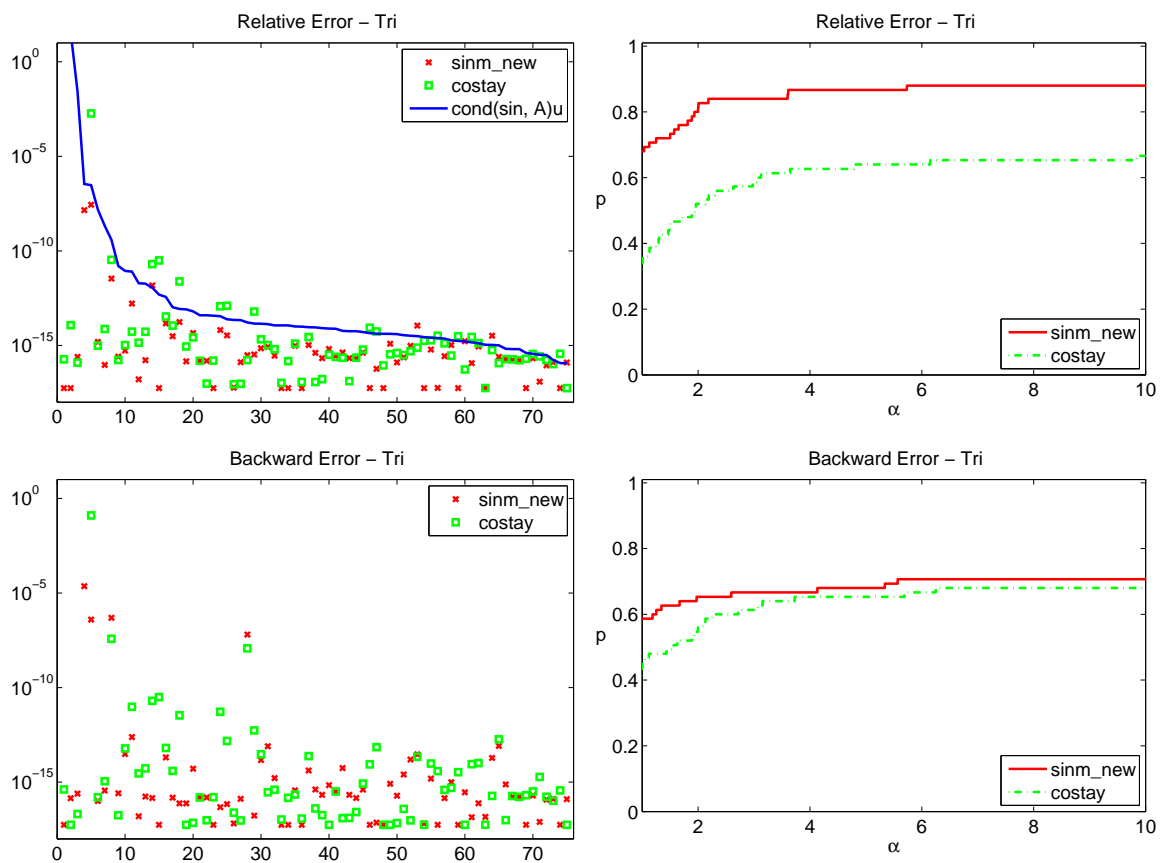 Relative Error – Tri
10^0
10^−5
10^−10
10^−15
0 10 20 30 40 50 60 70
sinm_new
costay
cond(sin, A)u
Relative Error – Tri
1
0.8
0.6
0.4
0.2
0
p
2 4 6 8 10
α
sinm_new
costay
Backward Error – Tri
10^0
10^−5
10^−10
10^−15
0 10 20 30 40 50 60 70
sinm_new
costay
Backward Error – Tri
1
0.8
0.6
0.4
0.2
0
p
2 4 6 8 10
α
sinm_new
costay